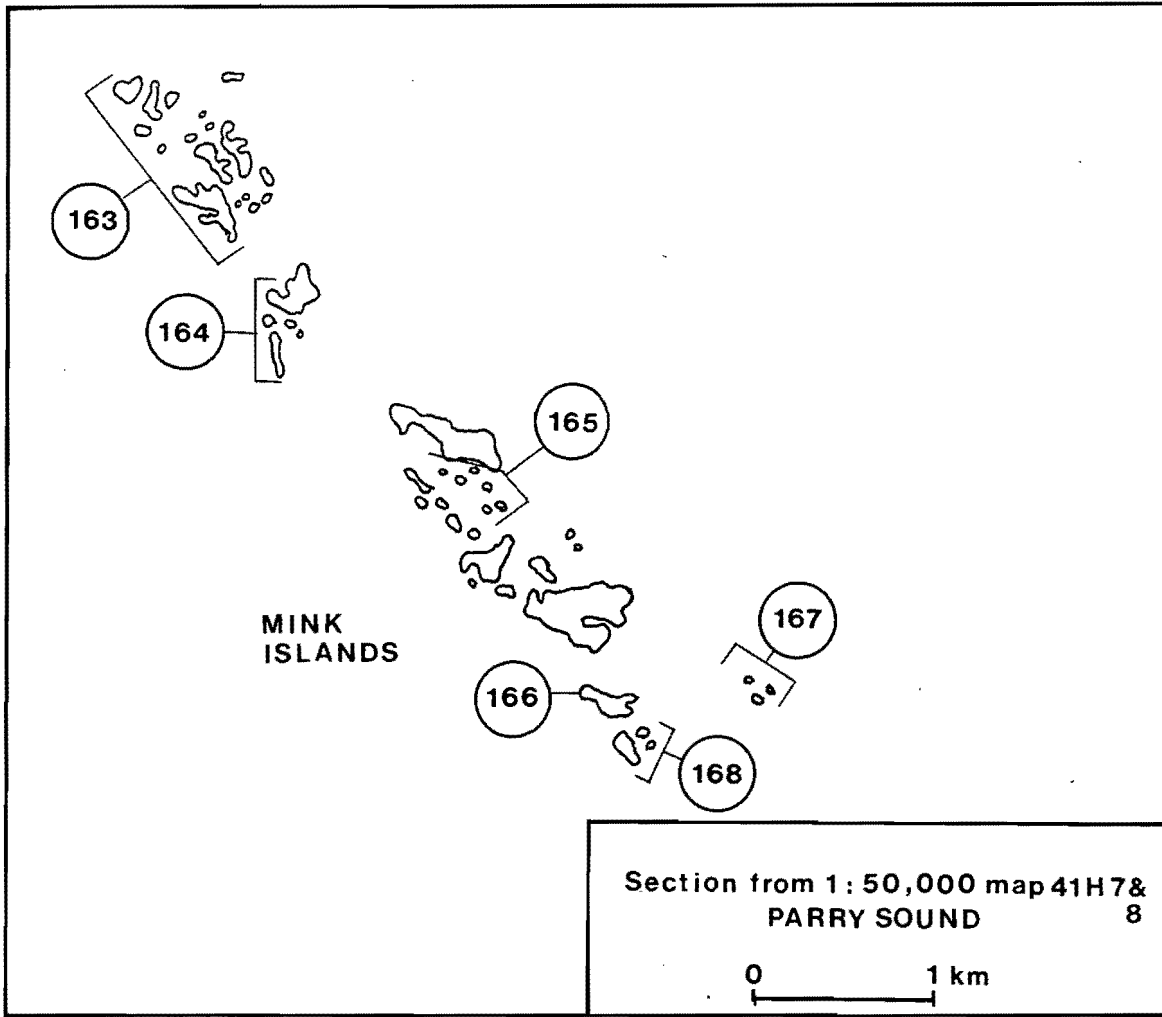 163
164
165
MINK
ISLANDS
167
166
168
Section from 1:50,000 map 41H7&
PARRY SOUND 8
0 1 km